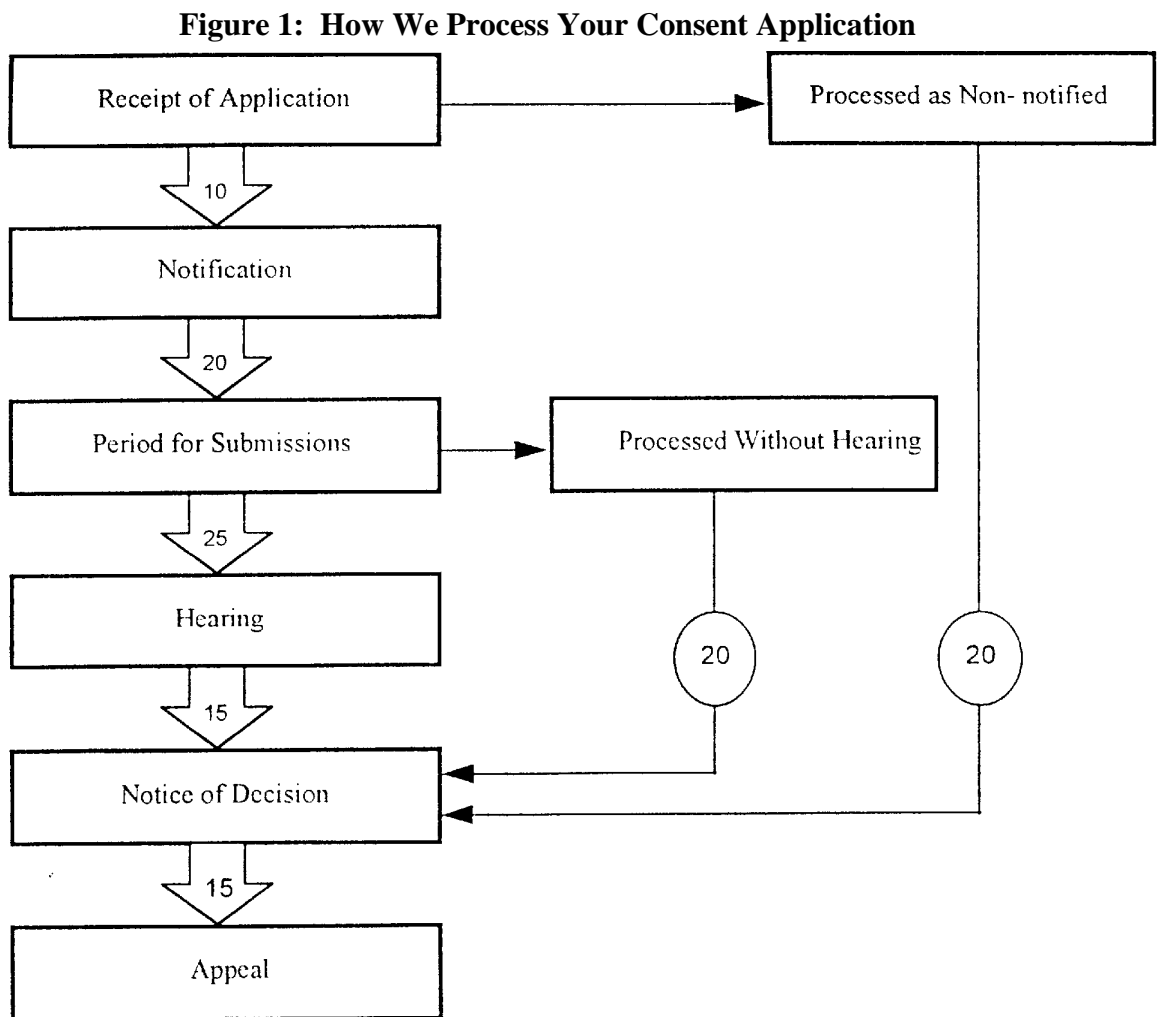 Figure 1: How We Process Your Consent Application
Receipt of Application
Processed as Non- notified
10
Notification
20
Period for Submissions
Processed Without Hearing
25
Hearing
20
20
15
Notice of Decision
15
Appeal